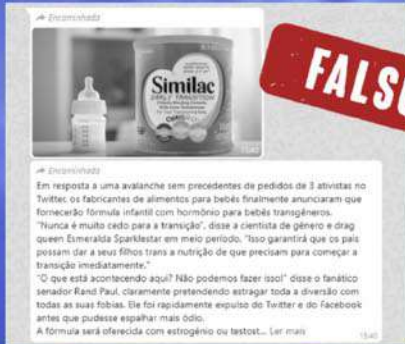 Encaminhada
Similac
EARLY TRANSITION
15:40
FALSO
Encaminhada
Em resposta a uma avalanche sem precedentes de pedidos de 3 ativistas no
Twitter, os fabricantes de alimentos para bebês finalmente anunciaram que
fornecerão fórmula infantil com hormônio para bebês transgêneros.
"Nunca é muito cedo para a transição", disse a cientista de gênero e drag
queen Esmeralda Sparklestar em meio período. "Isso garantirá que os pais
possam dar a seus filhos trans a nutrição de que precisam para começar a
transição imediatamente."
"O que está acontecendo aqui? Não podemos fazer isso!" disse o fanático
senador Rand Paul, claramente pretendendo estragar toda a diversão com
todas as suas fobias. Ele foi rapidamente expulso do Twitter e do Facebook
antes que pudesse espalhar mais ódio.
A fórmula será oferecida com estrogênio ou testost... Ler mais
15:40